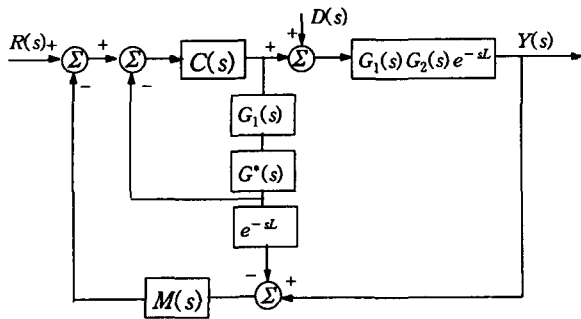 D(s)
R(s) + Σ + Σ C(s) + + Σ G₁(s) G₂(s) e⁻ˢᴸ Y(s)
− −
G₁(s)
G*(s)
e⁻ˢᴸ
M(s) − Σ +